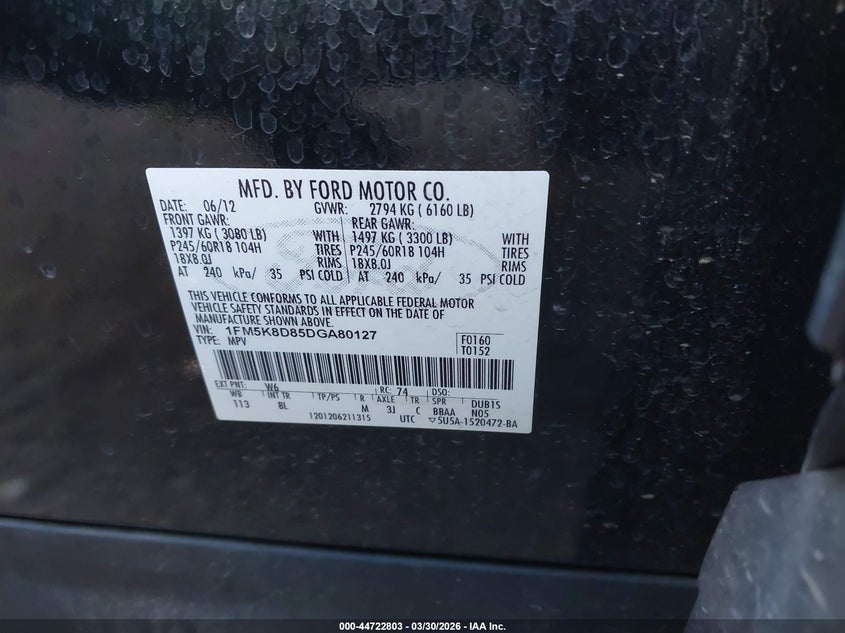 MFD. BY FORD MOTOR CO.
DATE: 06/12 GVWR: 2794 KG ( 6160 LB)
FRONT GAWR: REAR GAWR:
1397 KG ( 3080 LB) WITH 1497 KG ( 3300 LB) WITH
P245/60R18 104H TIRES P245/60R18 104H TIRES
18X8.0J RIMS 18X8.0J RIMS
AT 240 kPa/ 35 PSI COLD AT 240 kPa/ 35 PSI COLD
THIS VEHICLE CONFORMS TO ALL APPLICABLE FEDERAL MOTOR
VEHICLE SAFETY STANDARDS IN EFFECT ON THE DATE OF
MANUFACTURE SHOWN ABOVE.
VIN: 1FM5K8D85DGA80127 F0160
TYPE: MPV T0152
EXT PNT: W6 RC: 74 DSO:
WB INT TR TP/PS R AXLE TR SPR DUB1S
113 8L M 3J C BBAA N05
1201206211315 UTC ▽5U5A-1520472-BA
000-44722803 — 03/30/2026 — IAA Inc.